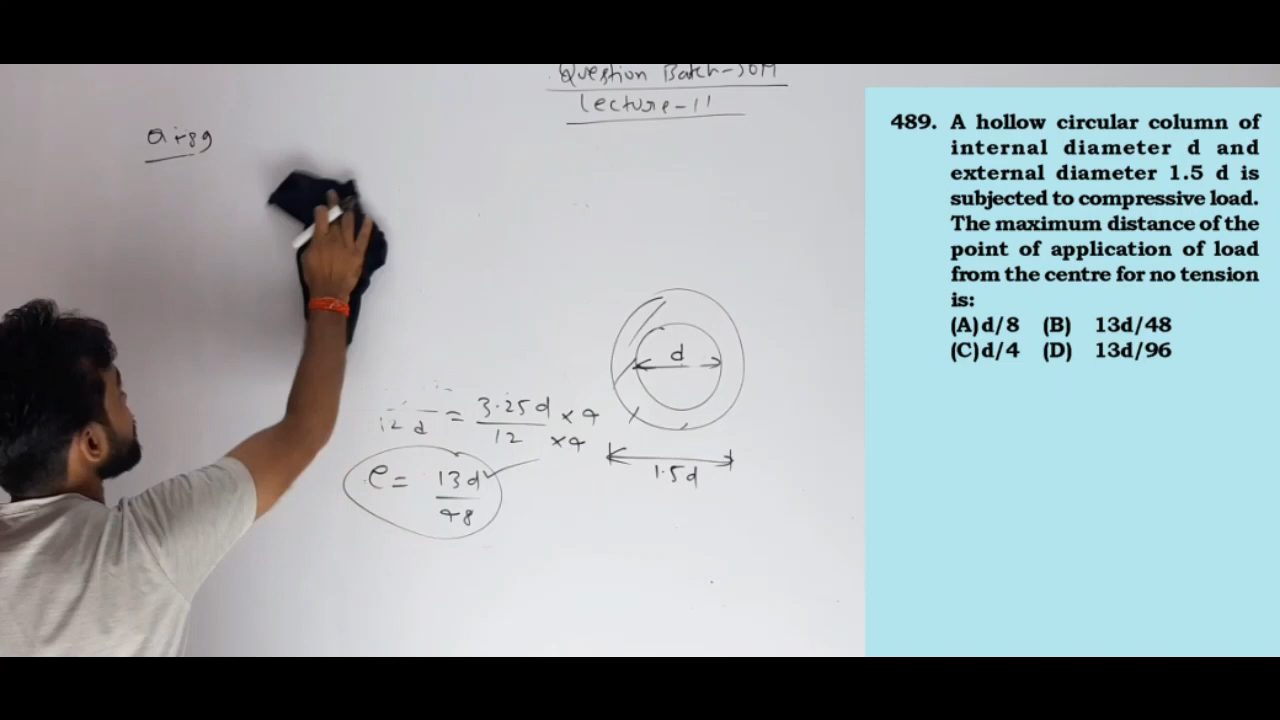 Question Batch-SOM
Lecture-11
Q 489
12 d = 3.25d × 4
12 × 4
e = 13d
48
d
1.5d
489. A hollow circular column of
internal diameter d and
external diameter 1.5 d is
subjected to compressive load.
The maximum distance of the
point of application of load
from the centre for no tension
is:
(A) d/8 (B) 13d/48
(C) d/4 (D) 13d/96